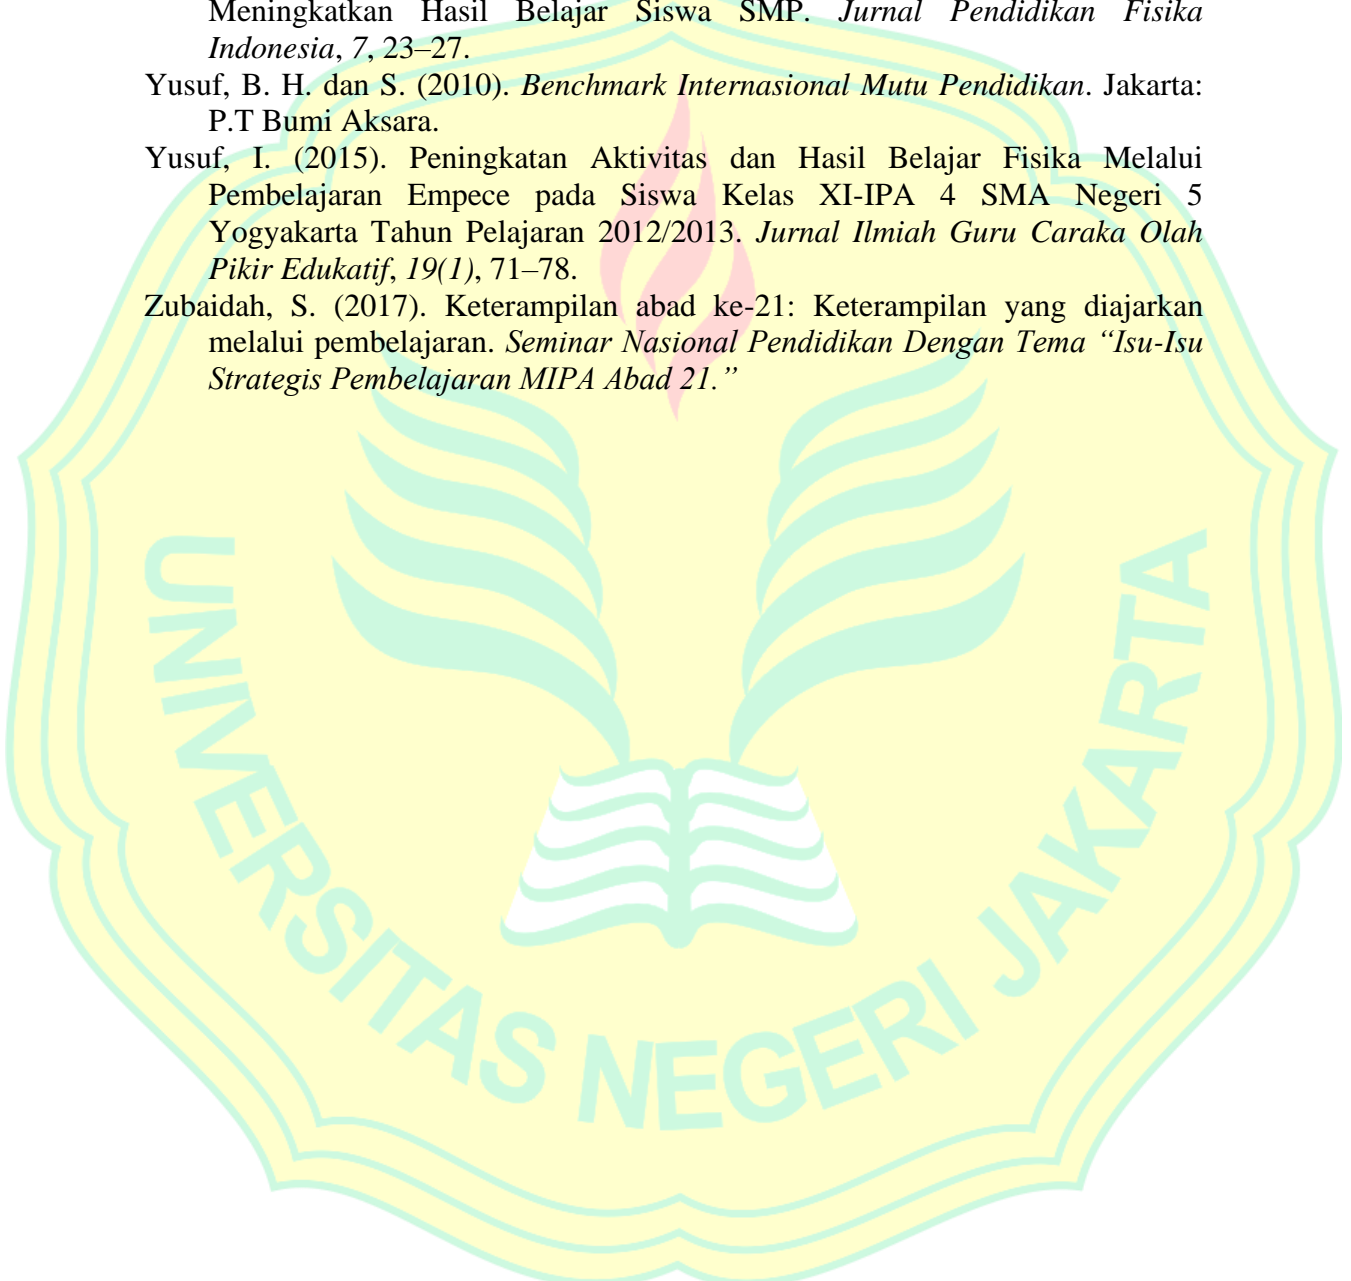 Meningkatkan Hasil Belajar Siswa SMP. Jurnal Pendidikan Fisika
Indonesia, 7, 23–27.
Yusuf, B. H. dan S. (2010). Benchmark Internasional Mutu Pendidikan. Jakarta:
P.T Bumi Aksara.
Yusuf, I. (2015). Peningkatan Aktivitas dan Hasil Belajar Fisika Melalui
Pembelajaran Empece pada Siswa Kelas XI-IPA 4 SMA Negeri 5
Yogyakarta Tahun Pelajaran 2012/2013. Jurnal Ilmiah Guru Caraka Olah
Pikir Edukatif, 19(1), 71–78.
Zubaidah, S. (2017). Keterampilan abad ke-21: Keterampilan yang diajarkan
melalui pembelajaran. Seminar Nasional Pendidikan Dengan Tema “Isu-Isu
Strategis Pembelajaran MIPA Abad 21.”
UNIVERSITAS NEGERI JAKARTA